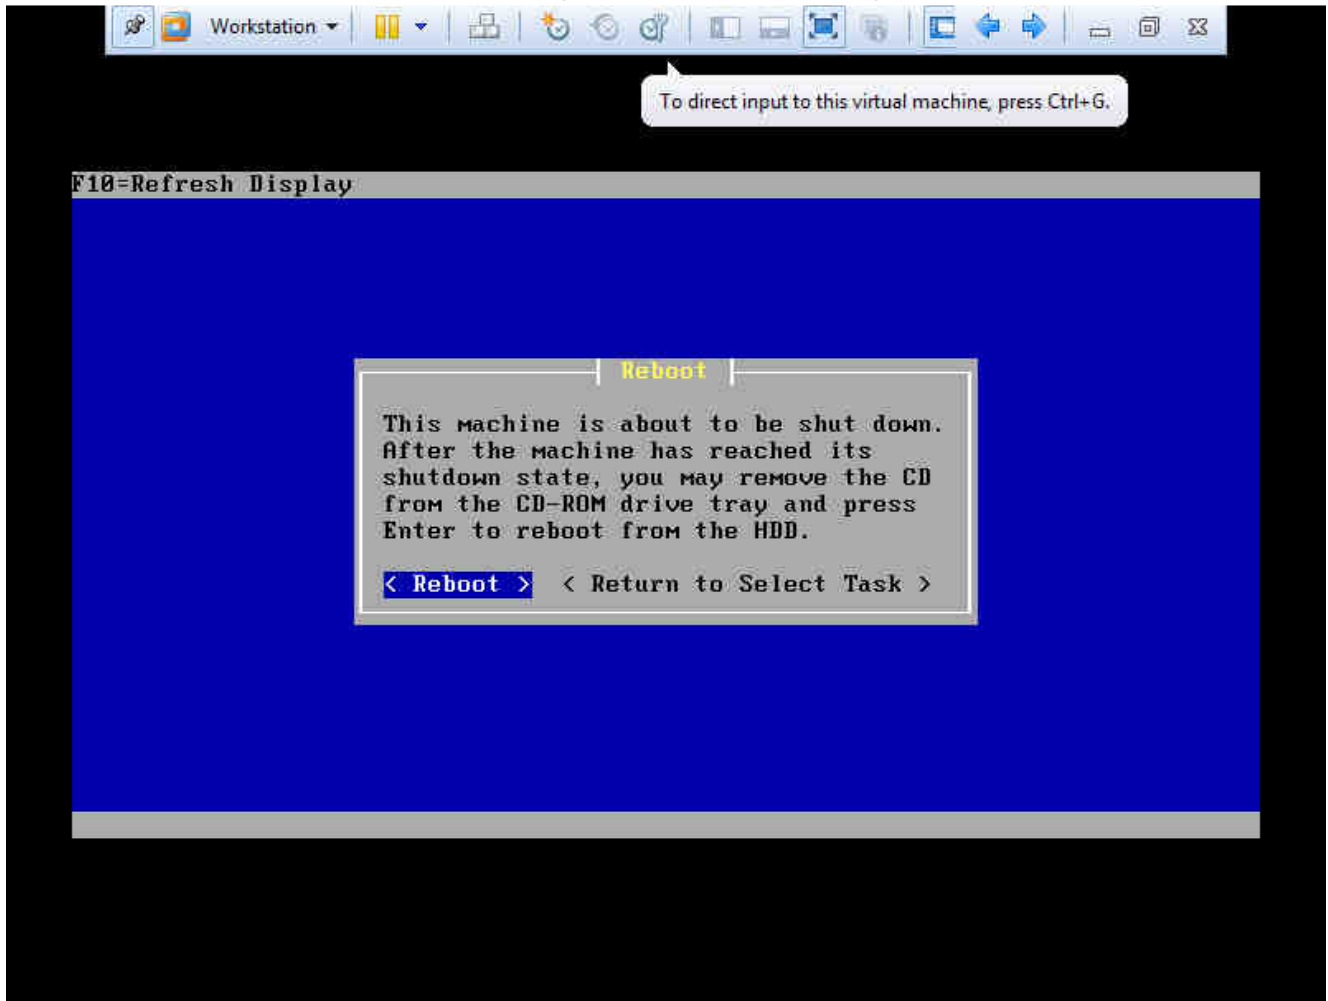 Workstation
To direct input to this virtual machine, press Ctrl+G.
F10=Refresh Display
Reboot
This machine is about to be shut down.
After the machine has reached its
shutdown state, you may remove the CD
from the CD-ROM drive tray and press
Enter to reboot from the HDD.
< Reboot > < Return to Select Task >